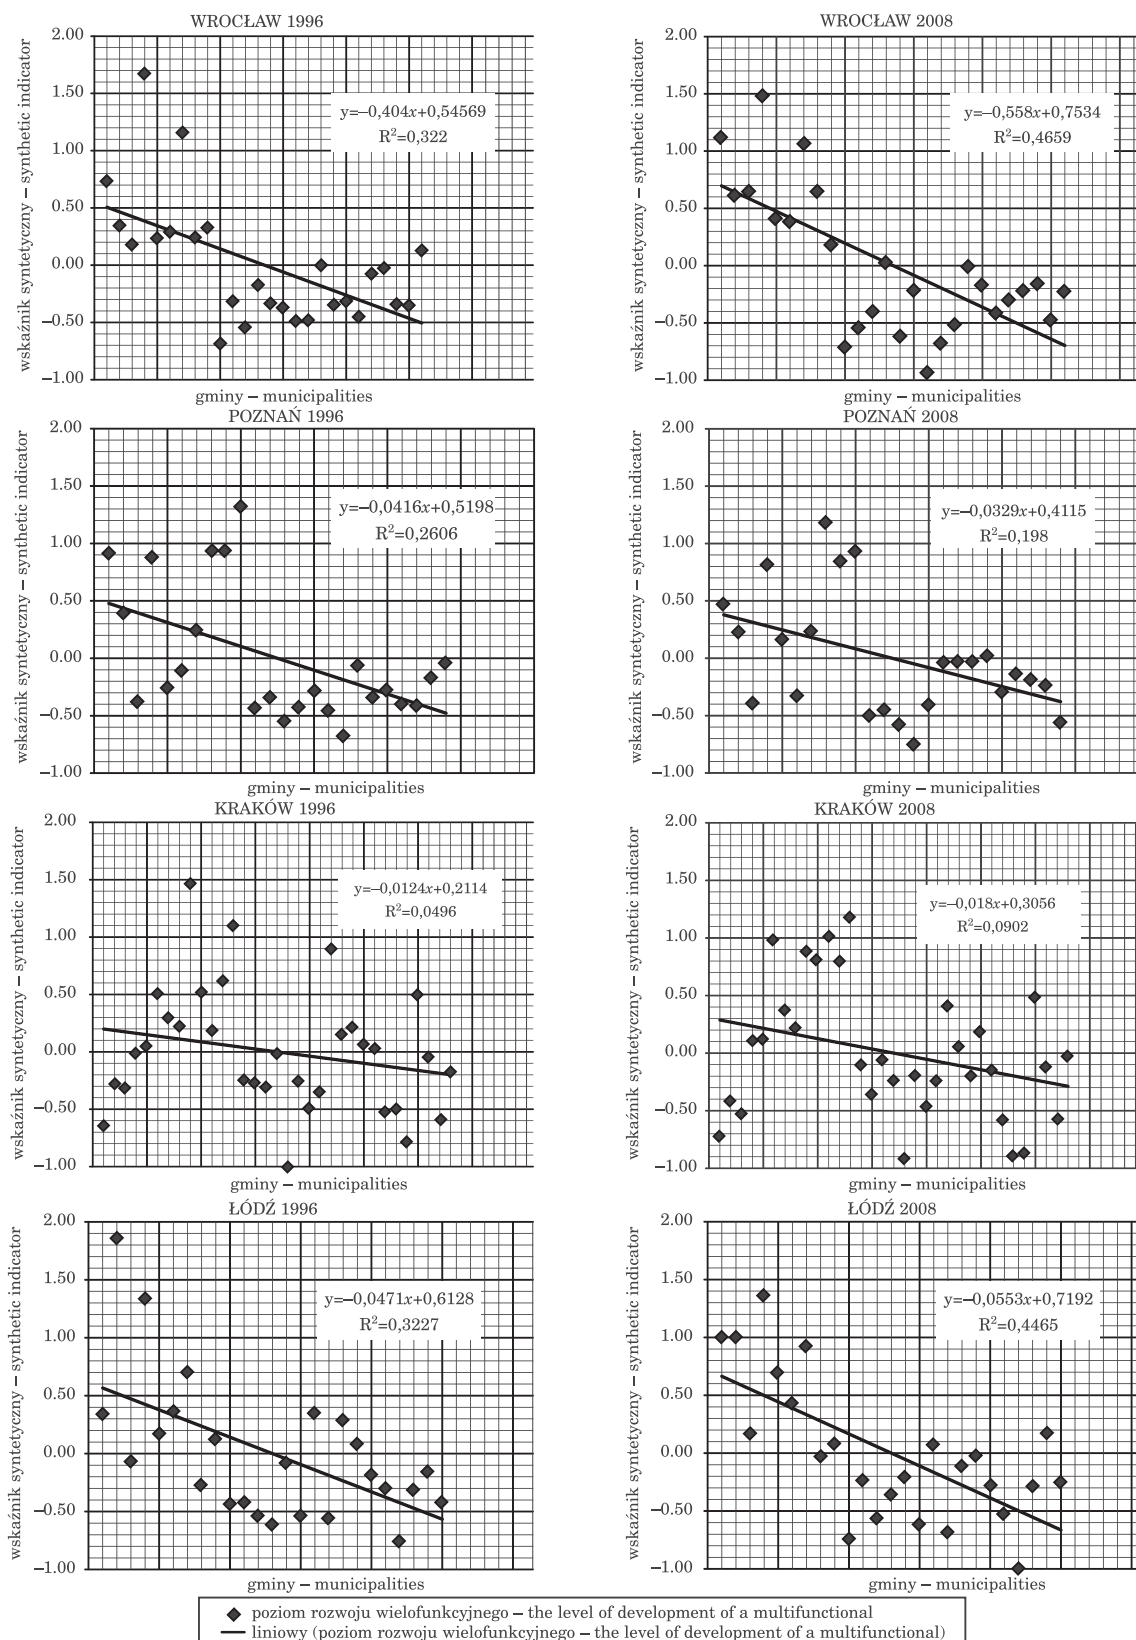 WROCŁAW 1996
wskaźnik syntetyczny – synthetic indicator
2.00
1.50
1.00
0.50
0.00
–0.50
–1.00
y=–0,404x+0,54569
R²=0,322
gminy – municipalities
WROCŁAW 2008
wskaźnik syntetyczny – synthetic indicator
2.00
1.50
1.00
0.50
0.00
–0.50
–1.00
y=–0,558x+0,7534
R²=0,4659
gminy – municipalities
POZNAŃ 1996
wskaźnik syntetyczny – synthetic indicator
2.00
1.50
1.00
0.50
0.00
–0.50
–1.00
y=–0,0416x+0,5198
R²=0,2606
gminy – municipalities
POZNAŃ 2008
wskaźnik syntetyczny – synthetic indicator
2.00
1.50
1.00
0.50
0.00
–0.50
–1.00
y=–0,0329x+0,4115
R²=0,198
gminy – municipalities
KRAKÓW 1996
wskaźnik syntetyczny – synthetic indicator
2.00
1.50
1.00
0.50
0.00
–0.50
–1.00
y=–0,0124x+0,2114
R²=0,0496
gminy – municipalities
KRAKÓW 2008
wskaźnik syntetyczny – synthetic indicator
2.00
1.50
1.00
0.50
0.00
–0.50
–1.00
y=–0,018x+0,3056
R²=0,0902
gminy – municipalities
ŁÓDŹ 1996
wskaźnik syntetyczny – synthetic indicator
2.00
1.50
1.00
0.50
0.00
–0.50
–1.00
y=–0,0471x+0,6128
R²=0,3227
gminy – municipalities
ŁÓDŹ 2008
wskaźnik syntetyczny – synthetic indicator
2.00
1.50
1.00
0.50
0.00
–0.50
–1.00
y=–0,0553x+0,7192
R²=0,4465
gminy – municipalities
poziom rozwoju wielofunkcyjnego – the level of development of a multifunctional
liniowy (poziom rozwoju wielofunkcyjnego – the level of development of a multifunctional)